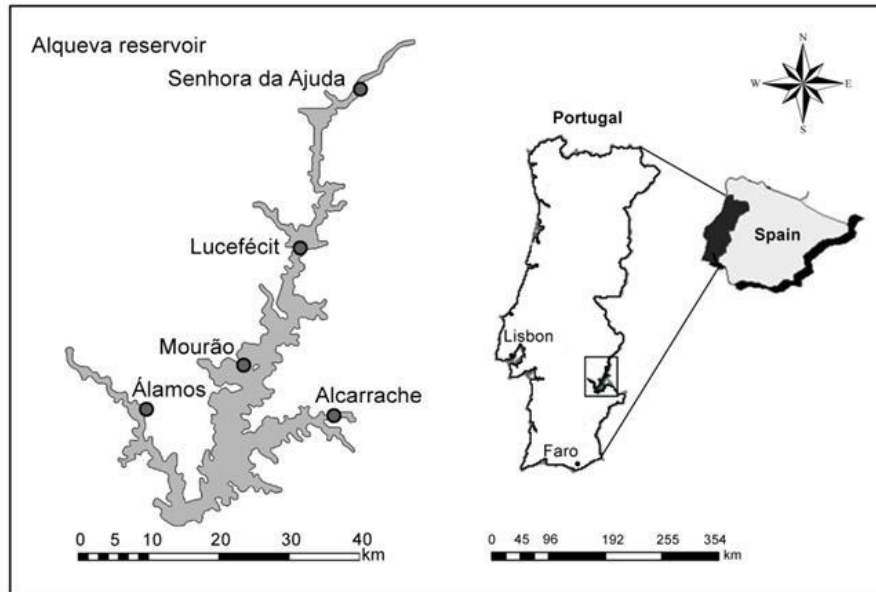 Alqueva reservoir
Senhora da Ajuda
Lucefécit
Mourão
Álamos
Alcarrache
0 5 10 20 30 40
km
N
W E
S
Portugal
Spain
Lisbon
Faro
0 45 96 192 255 354
km